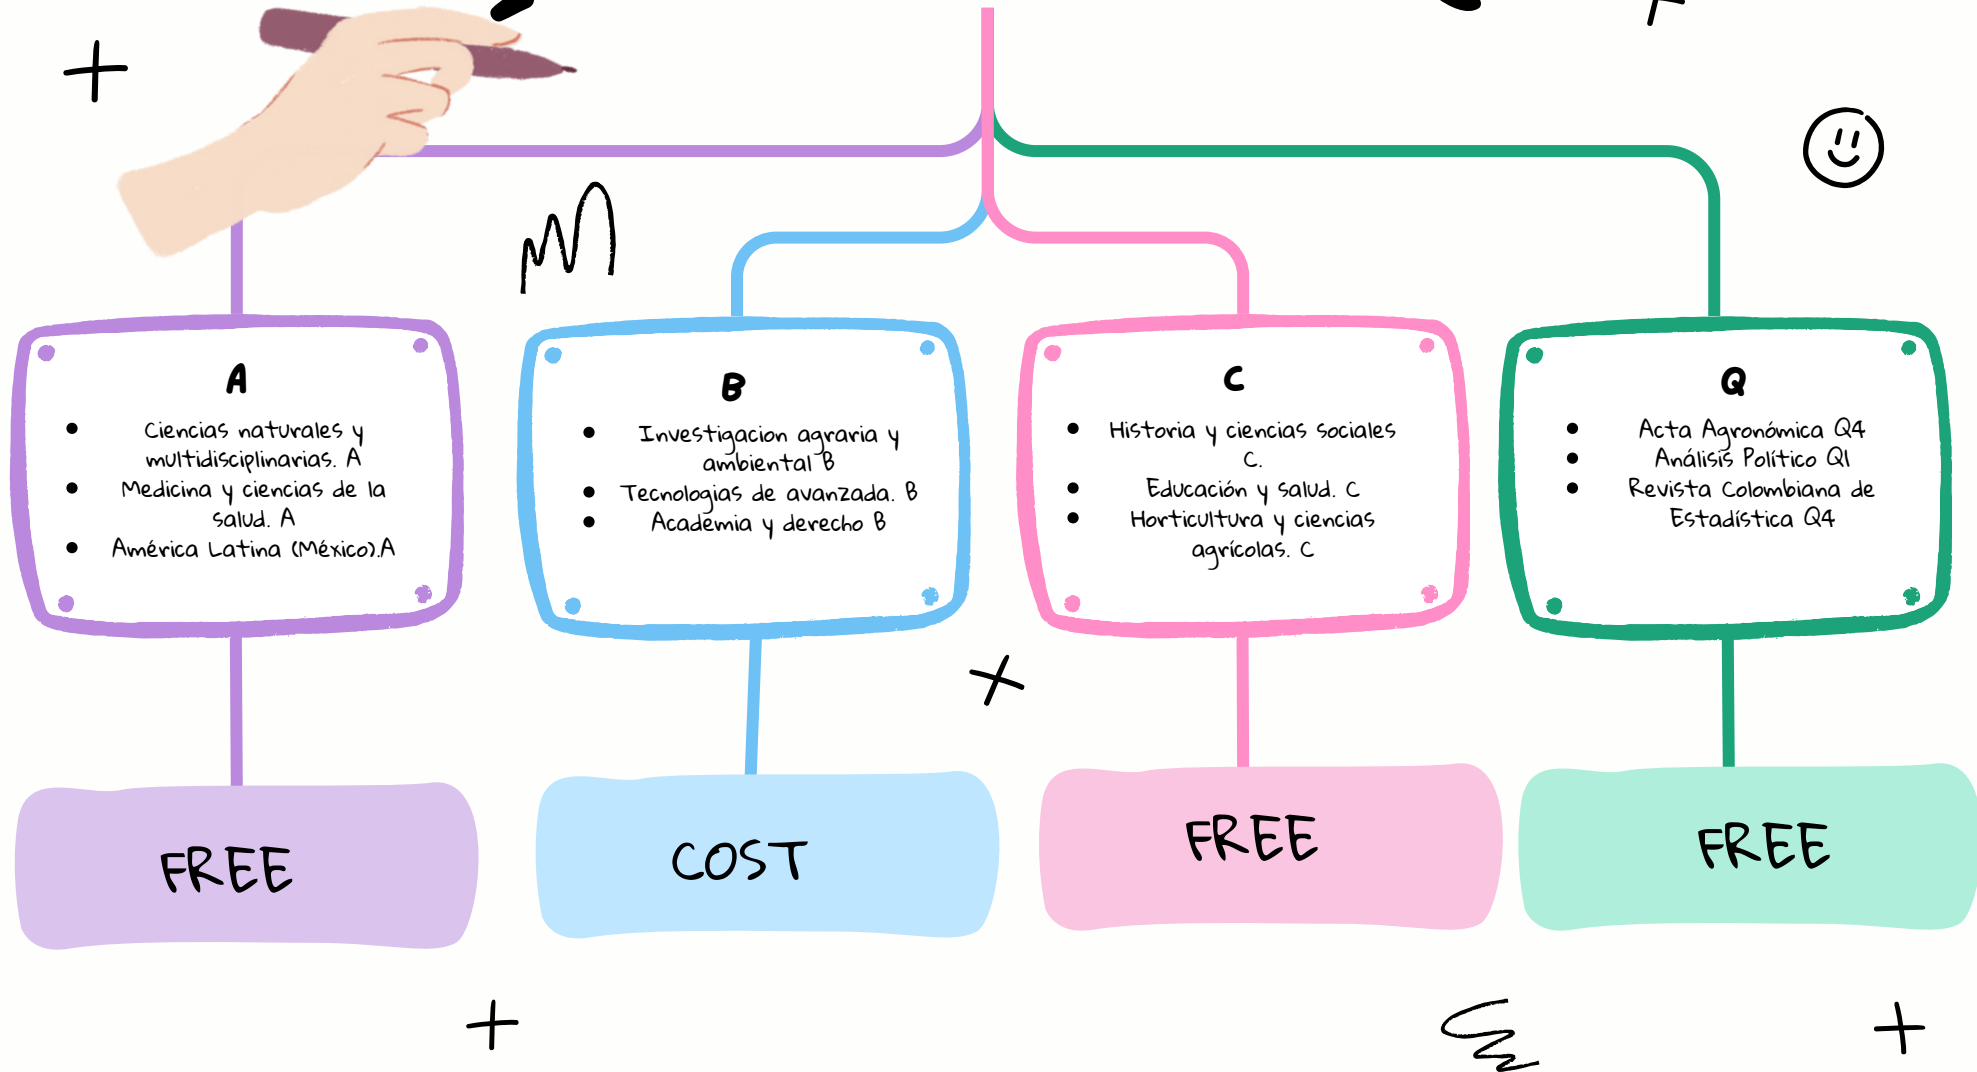 A
Ciencias naturales y
multidisciplinarias. A
Medicina y ciencias de la
salud. A
América Latina (México).A
B
Investigacion agraria y
ambiental B
Tecnologias de avanzada. B
Academia y derecho B
C
Historia y ciencias sociales
C.
Educación y salud. C
Horticultura y ciencias
agrícolas. C
Q
Acta Agronómica Q4
Análisis Político Q1
Revista Colombiana de
Estadística Q4
FREE
COST
FREE
FREE